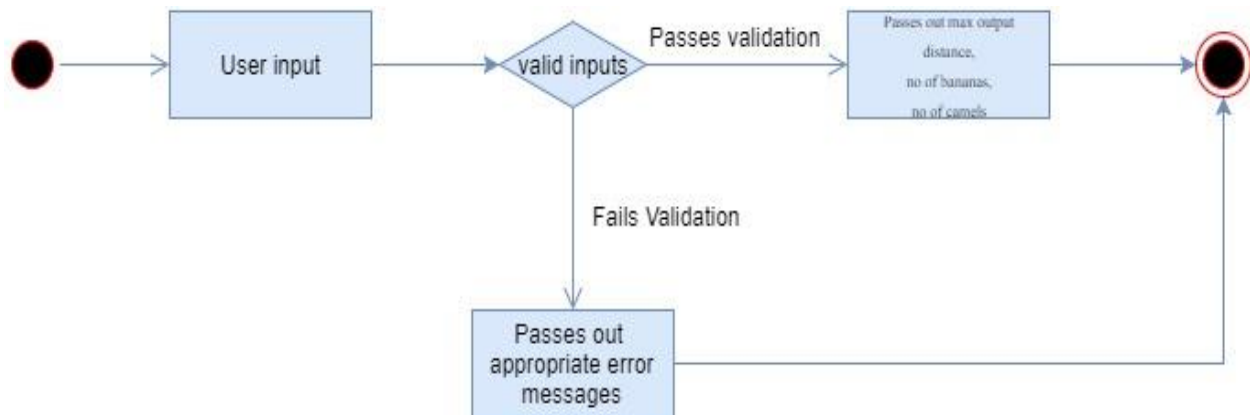 User input
valid inputs
Passes validation
Passes out max output
distance,
no of bananas,
no of camels
Fails Validation
Passes out
appropriate error
messages